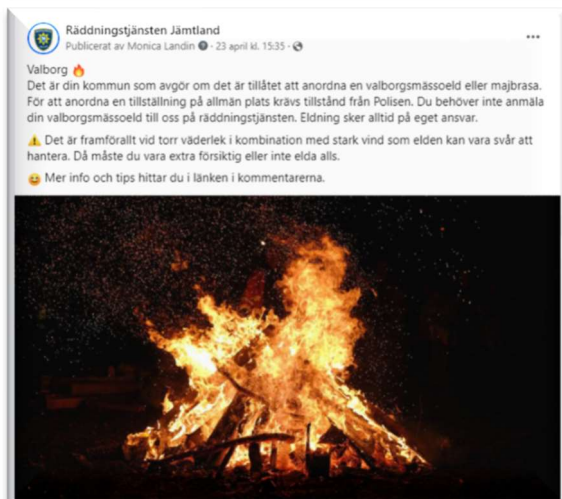 Räddningstjänsten Jämtland
Publicerat av Monica Landin · 23 april kl. 15:35 ·
Valborg 🔥
Det är din kommun som avgör om det är tillåtet att anordna en valborgsmässoeld eller majbrasa.
För att anordna en tillställning på allmän plats krävs tillstånd från Polisen. Du behöver inte anmäla
din valborgsmässoeld till oss på räddningstjänsten. Eldning sker alltid på eget ansvar.
⚠️ Det är framförallt vid torr väderlek i kombination med stark vind som elden kan vara svår att
hantera. Då måste du vara extra försiktig eller inte elda alls.
😄 Mer info och tips hittar du i länken i kommentarerna.